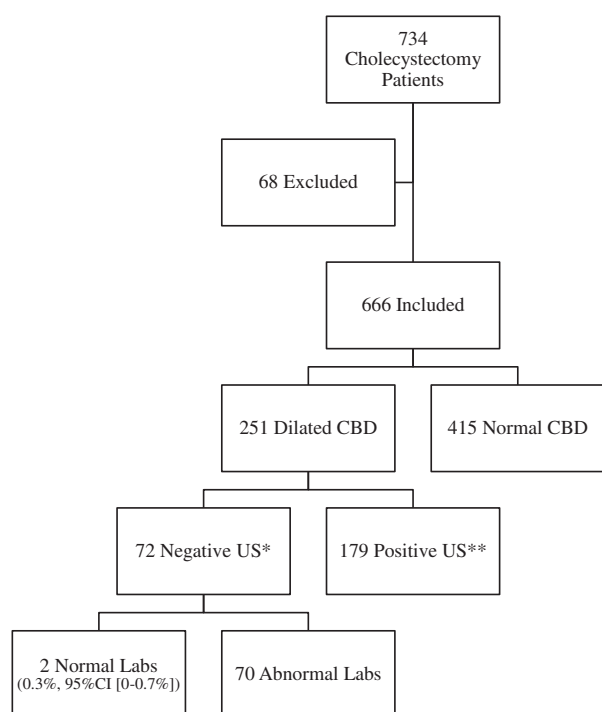 734
Cholecystectomy
Patients
68 Excluded
666 Included
251 Dilated CBD
415 Normal CBD
72 Negative US*
179 Positive US**
2 Normal Labs
(0.3%, 95%CI [0-0.7%])
70 Abnormal Labs